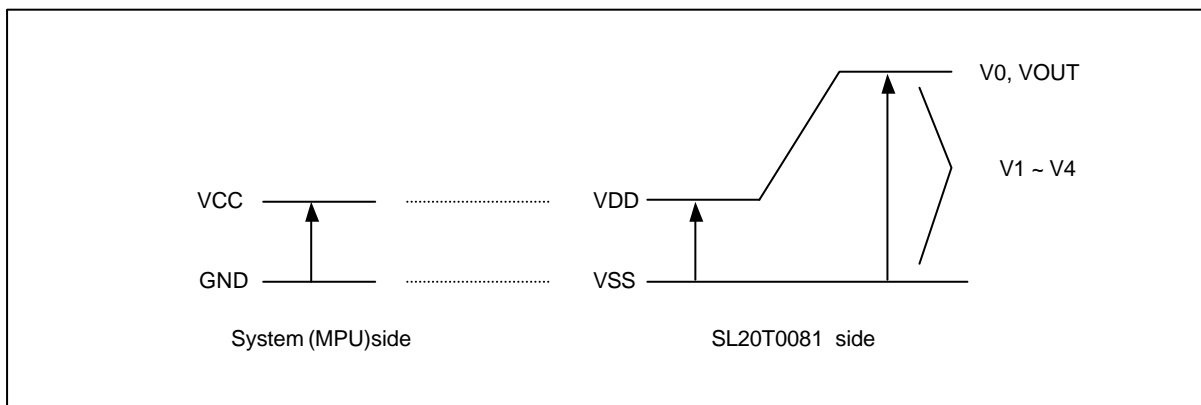 V0, VOUT
V1 ~ V4
VCC
VDD
GND
VSS
System (MPU)side
SL20T0081 side